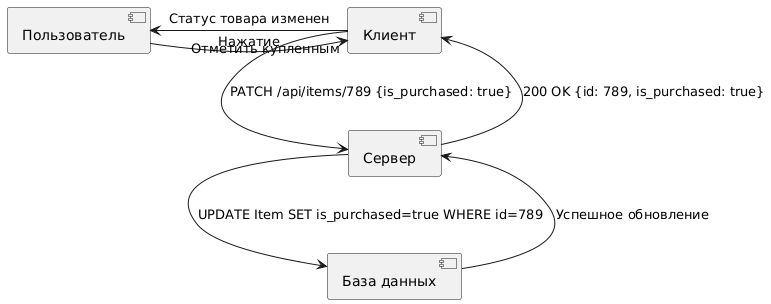 Статус товара изменен
Пользователь
Клиент
Нажатие
Отметить купленным
PATCH /api/items/789 {is_purchased: true}
200 OK {id: 789, is_purchased: true}
Сервер
UPDATE Item SET is_purchased=true WHERE id=789
Успешное обновление
База данных